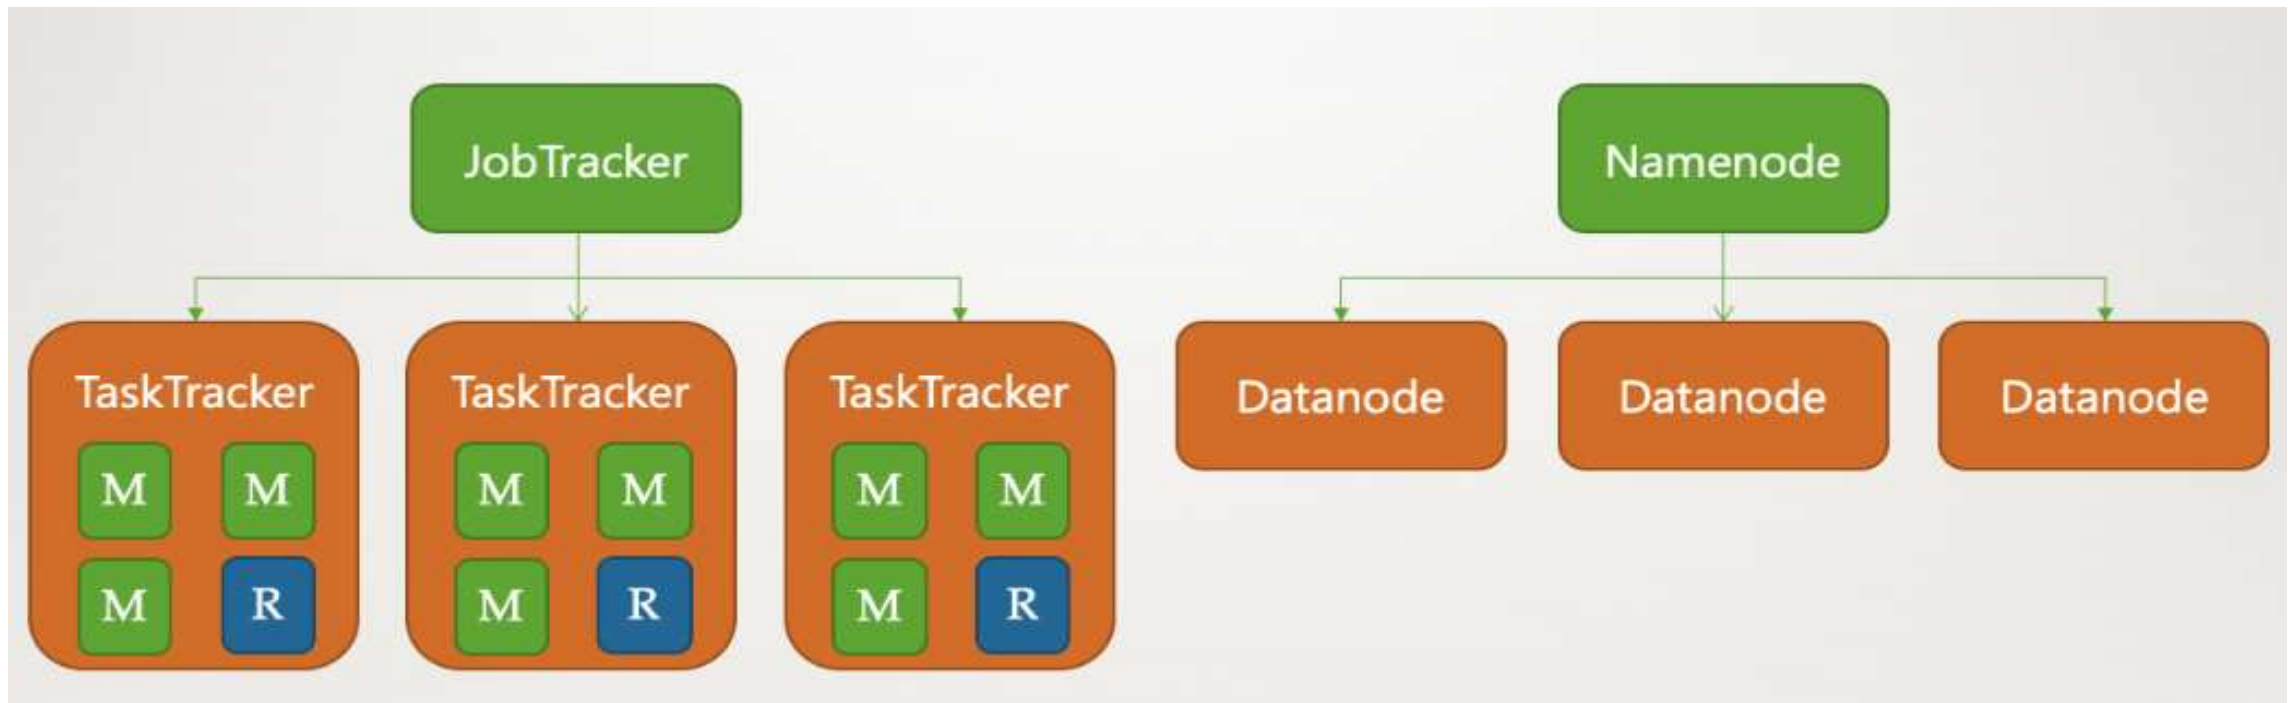 JobTracker
Namenode
TaskTracker
TaskTracker
TaskTracker
Datanode
Datanode
Datanode
M M
M M
M M
M R
M R
M R